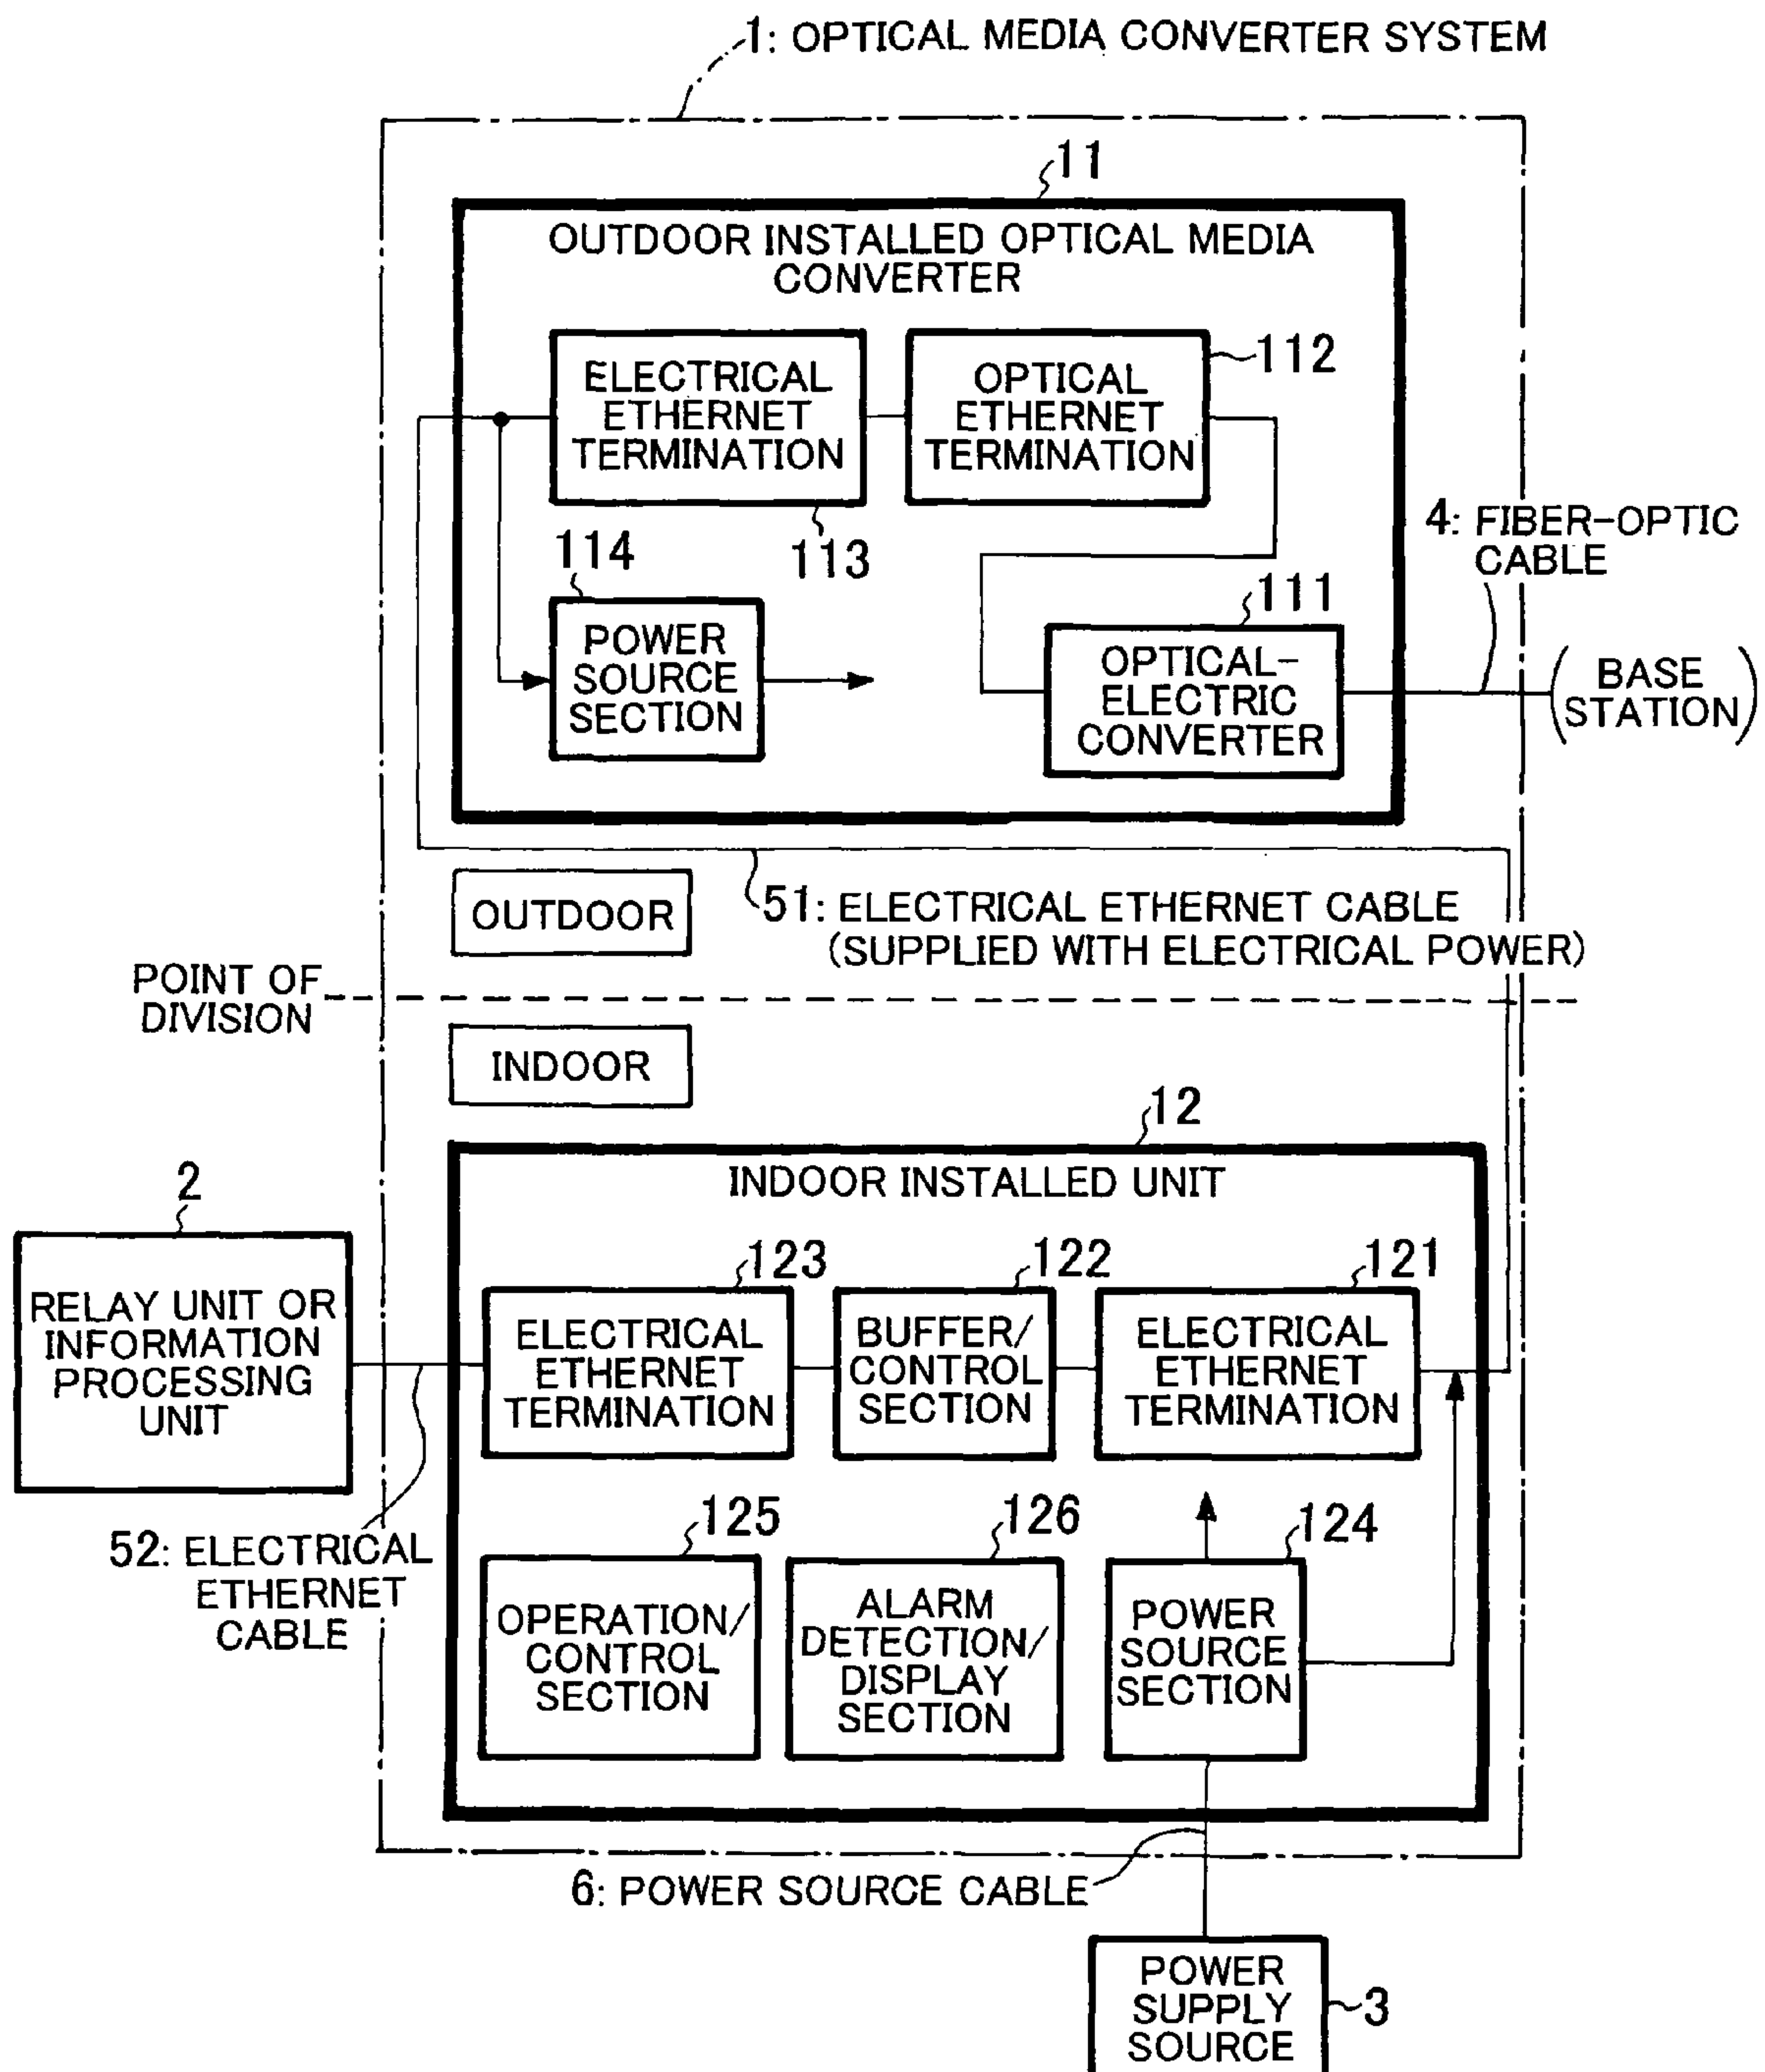 1: OPTICAL MEDIA CONVERTER SYSTEM
11
OUTDOOR INSTALLED OPTICAL MEDIA
CONVERTER
112
ELECTRICAL
ETHERNET
TERMINATION
OPTICAL
ETHERNET
TERMINATION
113
114
4: FIBER-OPTIC
CABLE
111
POWER
SOURCE
SECTION
OPTICAL-
ELECTRIC
CONVERTER
(BASE
STATION)
OUTDOOR
51: ELECTRICAL ETHERNET CABLE
(SUPPLIED WITH ELECTRICAL POWER)
POINT OF
DIVISION
INDOOR
12
INDOOR INSTALLED UNIT
2
RELAY UNIT OR
INFORMATION
PROCESSING
UNIT
123
122
121
ELECTRICAL
ETHERNET
TERMINATION
BUFFER/
CONTROL
SECTION
ELECTRICAL
ETHERNET
TERMINATION
52: ELECTRICAL
ETHERNET
CABLE
125
126
124
OPERATION/
CONTROL
SECTION
ALARM
DETECTION/
DISPLAY
SECTION
POWER
SOURCE
SECTION
6: POWER SOURCE CABLE
POWER
SUPPLY
SOURCE
3